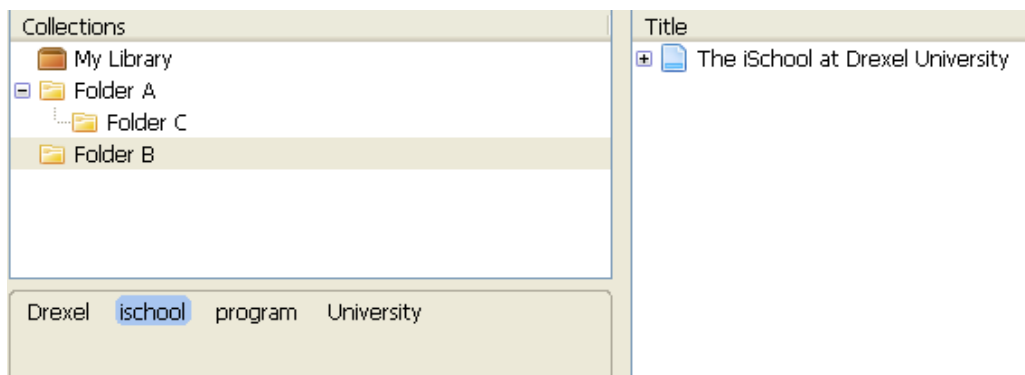 Collections
My Library
Folder A
Folder C
Folder B
Drexel ischool program University
Title
The iSchool at Drexel University